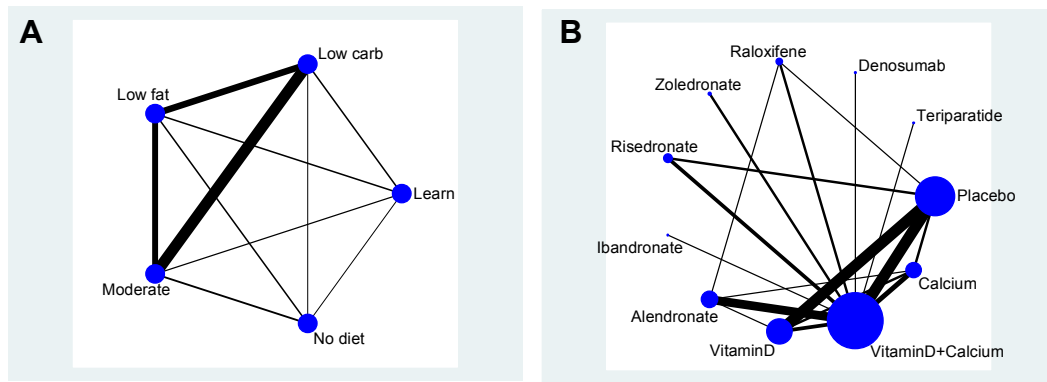 A
Low carb
Low fat
Learn
Moderate
No diet
B
Raloxifene
Denosumab
Zoledronate
Teriparatide
Risedronate
Placebo
Ibandronate
Calcium
Alendronate
VitaminD
VitaminD+Calcium